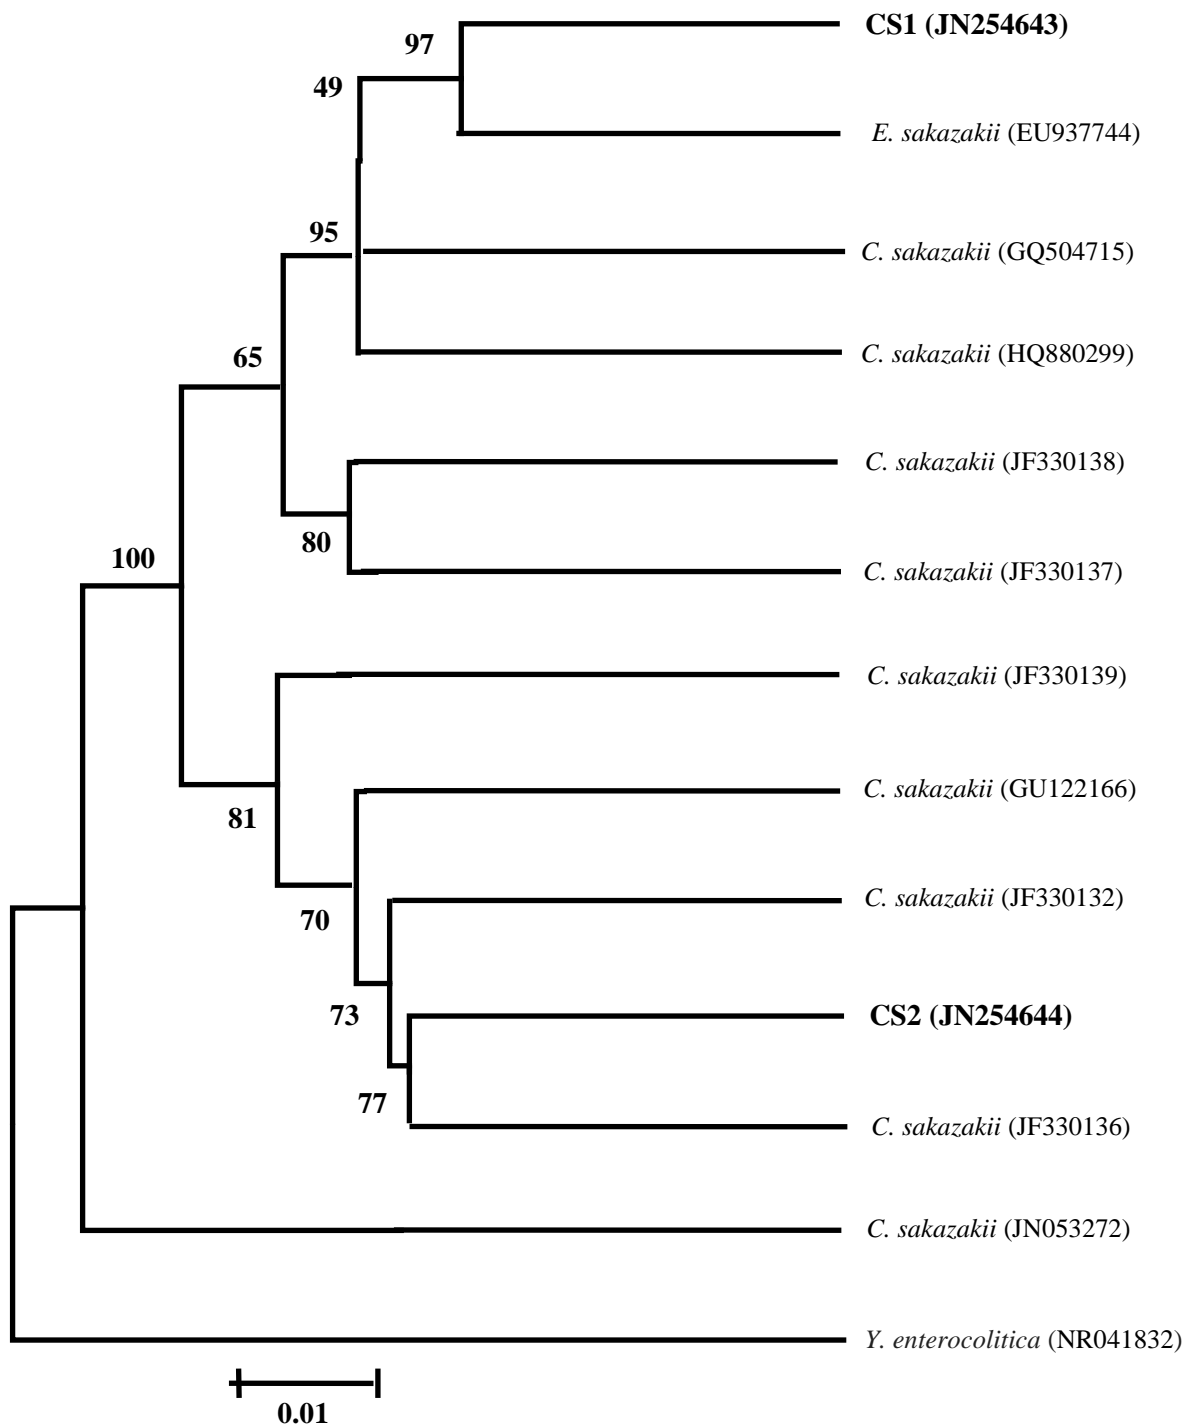 CS1 (JN254643)
97
49
E. sakazakii (EU937744)
95
C. sakazakii (GQ504715)
65
C. sakazakii (HQ880299)
C. sakazakii (JF330138)
80
100
C. sakazakii (JF330137)
C. sakazakii (JF330139)
81
C. sakazakii (GU122166)
70
C. sakazakii (JF330132)
73
CS2 (JN254644)
77
C. sakazakii (JF330136)
C. sakazakii (JN053272)
Y. enterocolitica (NR041832)
0.01